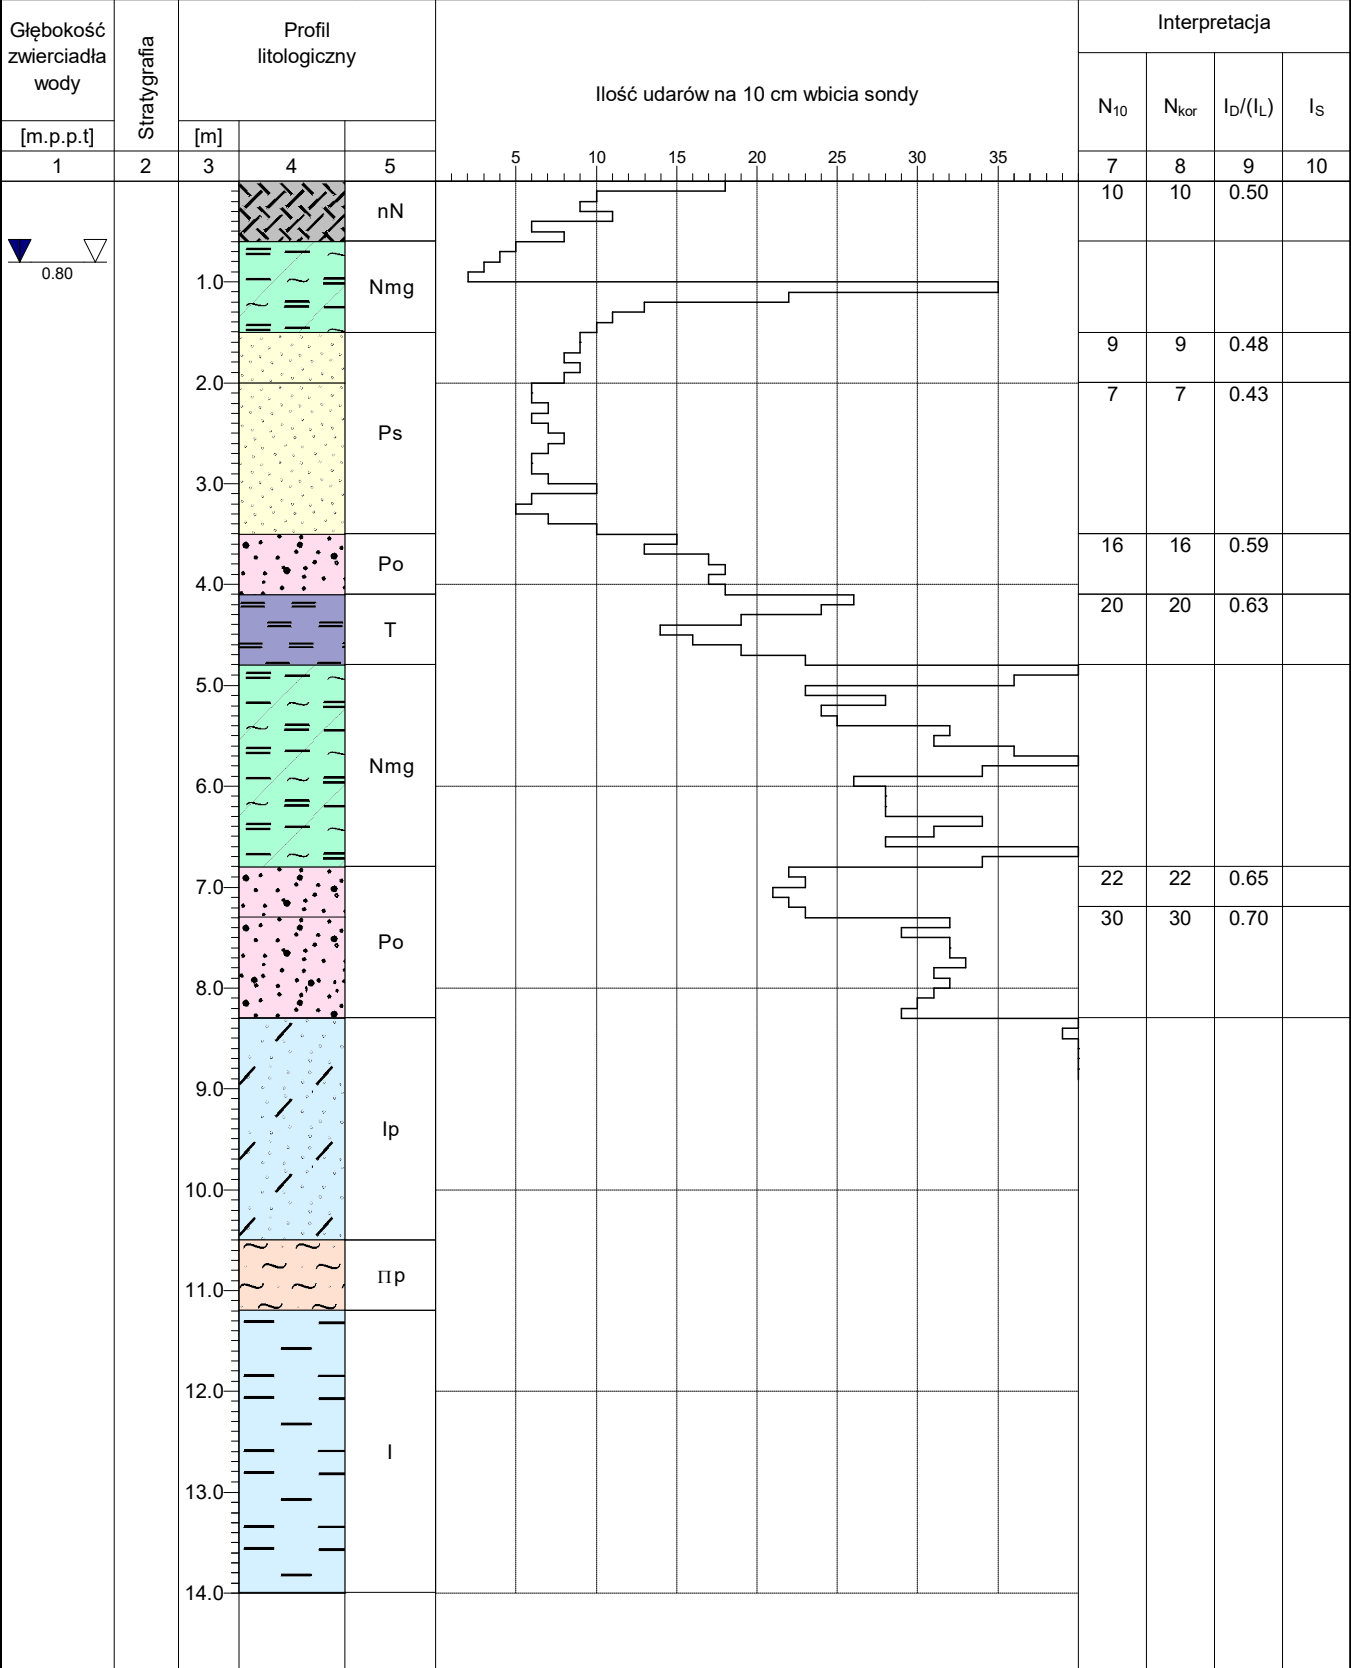 Głębokość
zwierciadła
wody
[m.p.p.t]
Stratygrafia
Profil
litologiczny
[m]
Ilość udarów na 10 cm wbicia sondy
Interpretacja
N10 Nkor ID/(IL) IS
1 2 3 4 5 5 10 15 20 25 30 35 7 8 9 10
nN 10 10 0.50
0.80
1.0 Nmg
9 9 0.48
2.0 7 7 0.43
Ps
3.0
Po 16 16 0.59
4.0
T 20 20 0.63
5.0
Nmg
6.0
7.0 22 22 0.65
30 30 0.70
Po
8.0
9.0
Ip
10.0
Πp
11.0
12.0
I
13.0
14.0